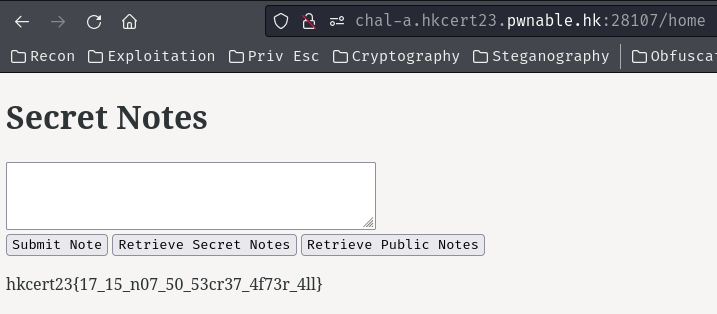 chal-a.hkcert23.pwnable.hk:28107/home
Recon Exploitation Priv Esc Cryptography Steganography Obfuscat
Secret Notes
Submit Note Retrieve Secret Notes Retrieve Public Notes
hkcert23{17_15_n07_50_53cr37_4f73r_4ll}